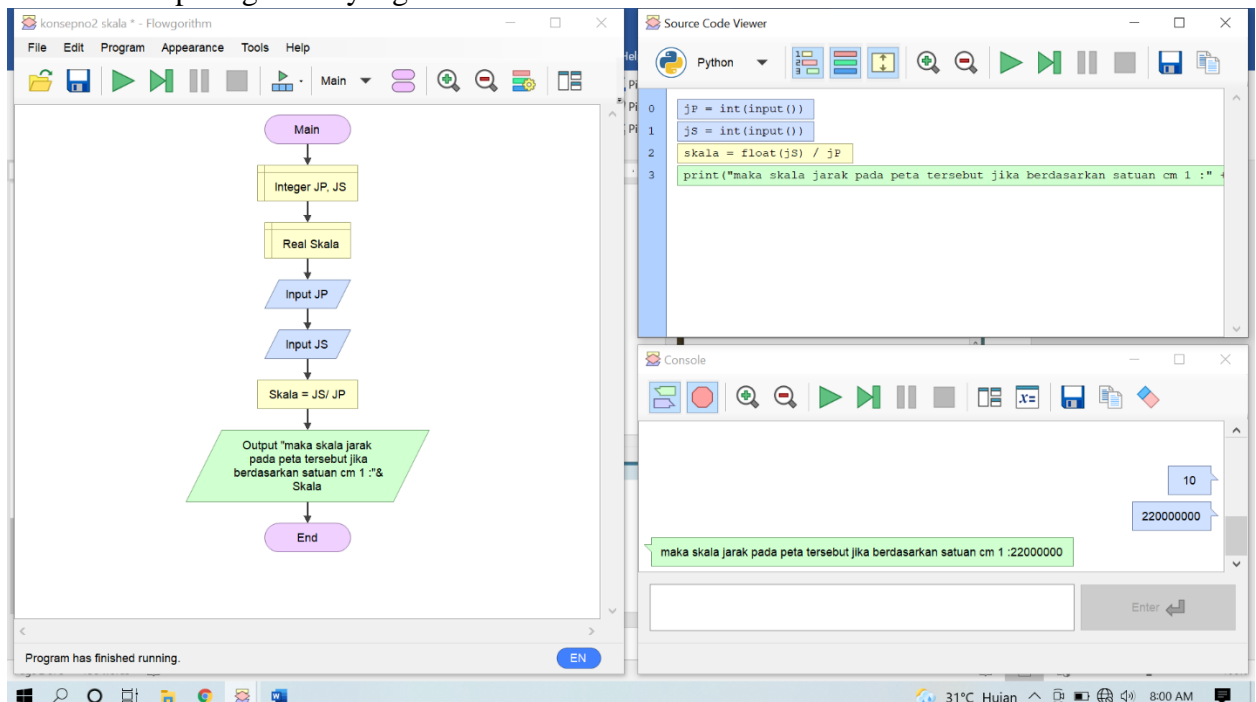 konsepno2 skala * - Flowgorithm
File Edit Program Appearance Tools Help
Main
Main
Integer JP, JS
Real Skala
Input JP
Input JS
Skala = JS/ JP
Output "maka skala jarak
pada peta tersebut jika
berdasarkan satuan cm 1 :"&
Skala
End
Program has finished running.
EN
Source Code Viewer
Python
0 jP = int(input())
1 jS = int(input())
2 skala = float(jS) / jP
3 print("maka skala jarak pada peta tersebut jika berdasarkan satuan cm 1 :" +
Console
10
220000000
maka skala jarak pada peta tersebut jika berdasarkan satuan cm 1 :22000000
Enter
31°C Hujan
8:00 AM